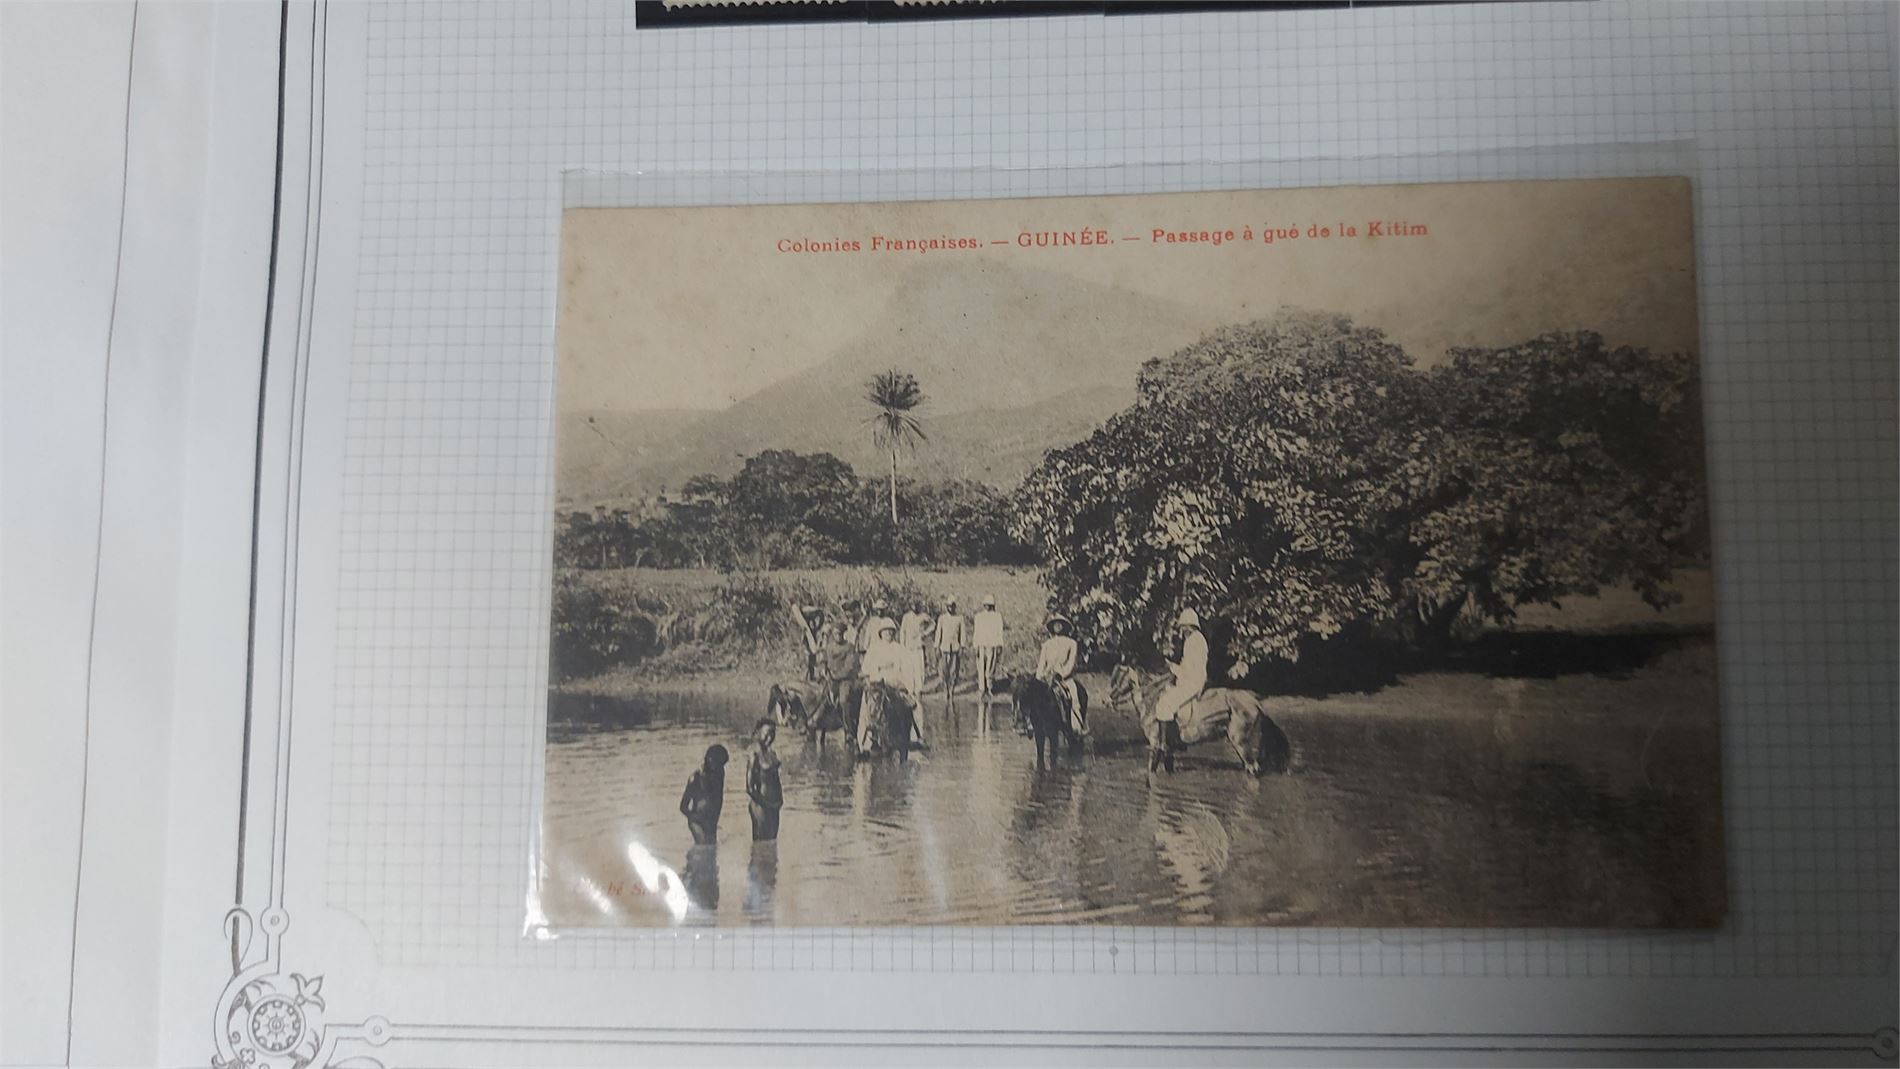 Colonies Françaises. — GUINÉE. — Passage à gué de la Kitim